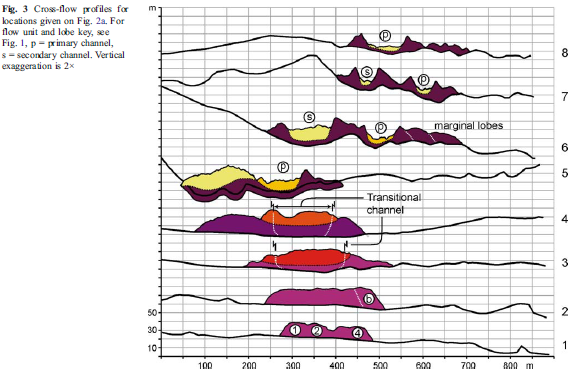 Fig. 3 Cross-flow profiles for
locations given on Fig. 2a. For
flow unit and lobe key, see
Fig. 1, p = primary channel,
s = secondary channel. Vertical
exaggeration is 2×
m
p
8
s
p
7
s
p
marginal lobes
6
p
5
Transitional
channel
4
3
6
2
50
30
10
1 2 4
1
100 200 300 400 500 600 700 800 m